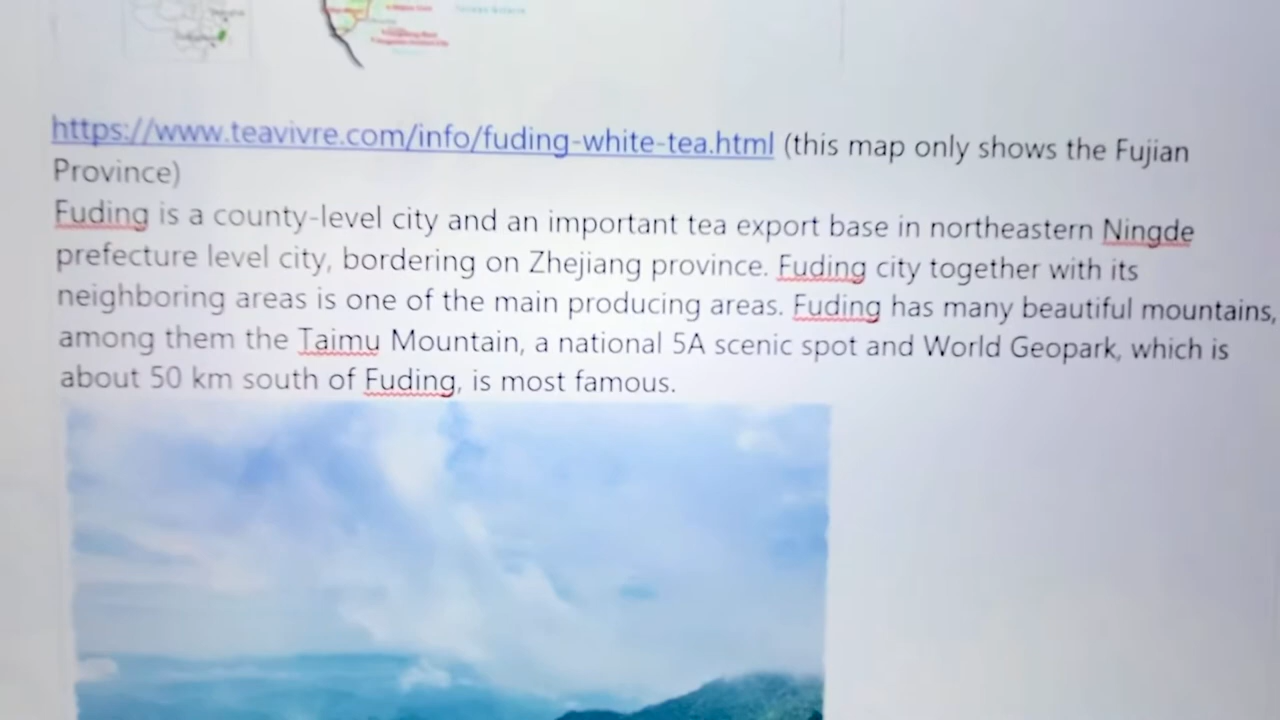 https://www.teavivre.com/info/fuding-white-tea.html (this map only shows the Fujian
Province)
Fuding is a county-level city and an important tea export base in northeastern Ningde
prefecture level city, bordering on Zhejiang province. Fuding city together with its
neighboring areas is one of the main producing areas. Fuding has many beautiful mountains,
among them the Taimu Mountain, a national 5A scenic spot and World Geopark, which is
about 50 km south of Fuding, is most famous.